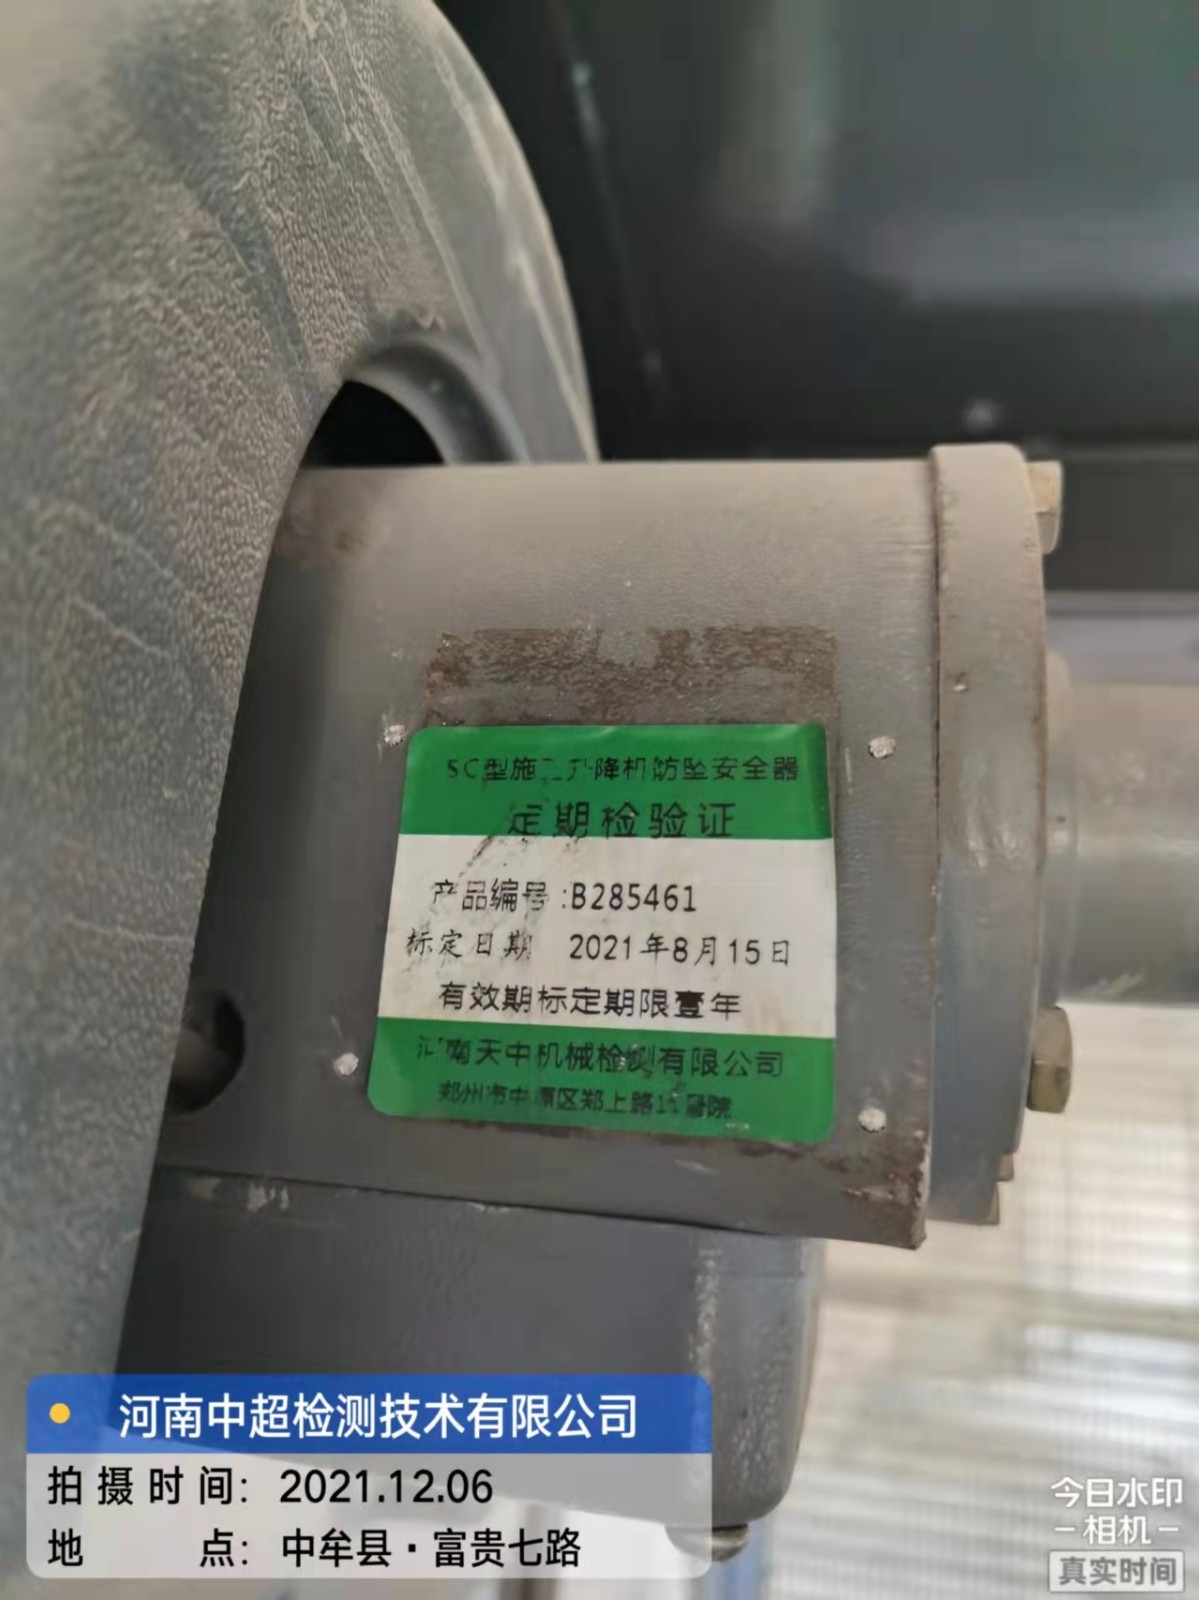 SC型施工升降机防坠安全器
定期检验证
产品编号:B285461
标定日期 2021年8月15日
有效期标定期限壹年
河南天中机械检测有限公司
郑州市中原区郑上路11号院
河南中超检测技术有限公司
拍摄时间: 2021.12.06
地 点: 中牟县·富贵七路
今日水印
-相机-
真实时间